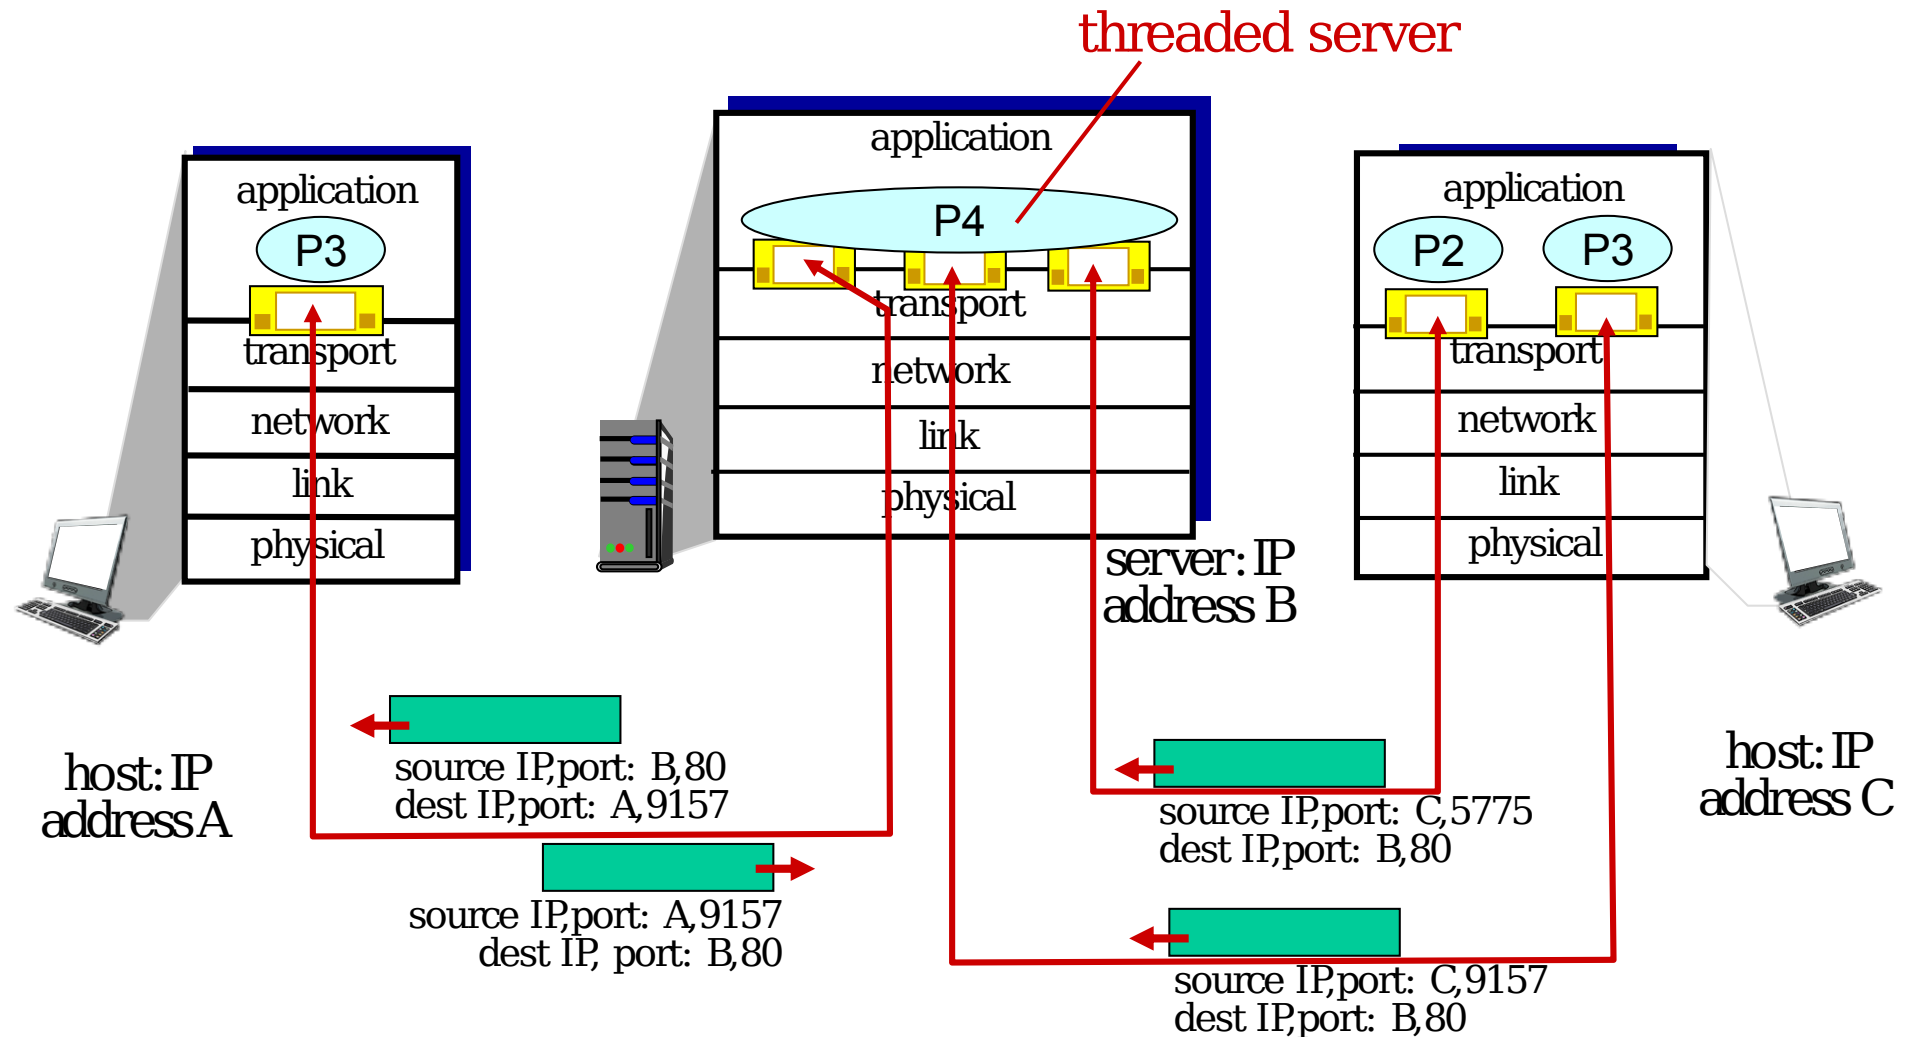 threaded server
application
P3
transport
network
link
physical
application
P4
transport
network
link
physical
application
P2
P3
transport
network
link
physical
server: IP
address B
host: IP
address A
source IP,port: B,80
dest IP,port: A,9157
source IP,port: A,9157
dest IP, port: B,80
source IP,port: C,5775
dest IP,port: B,80
source IP,port: C,9157
dest IP,port: B,80
host: IP
address C